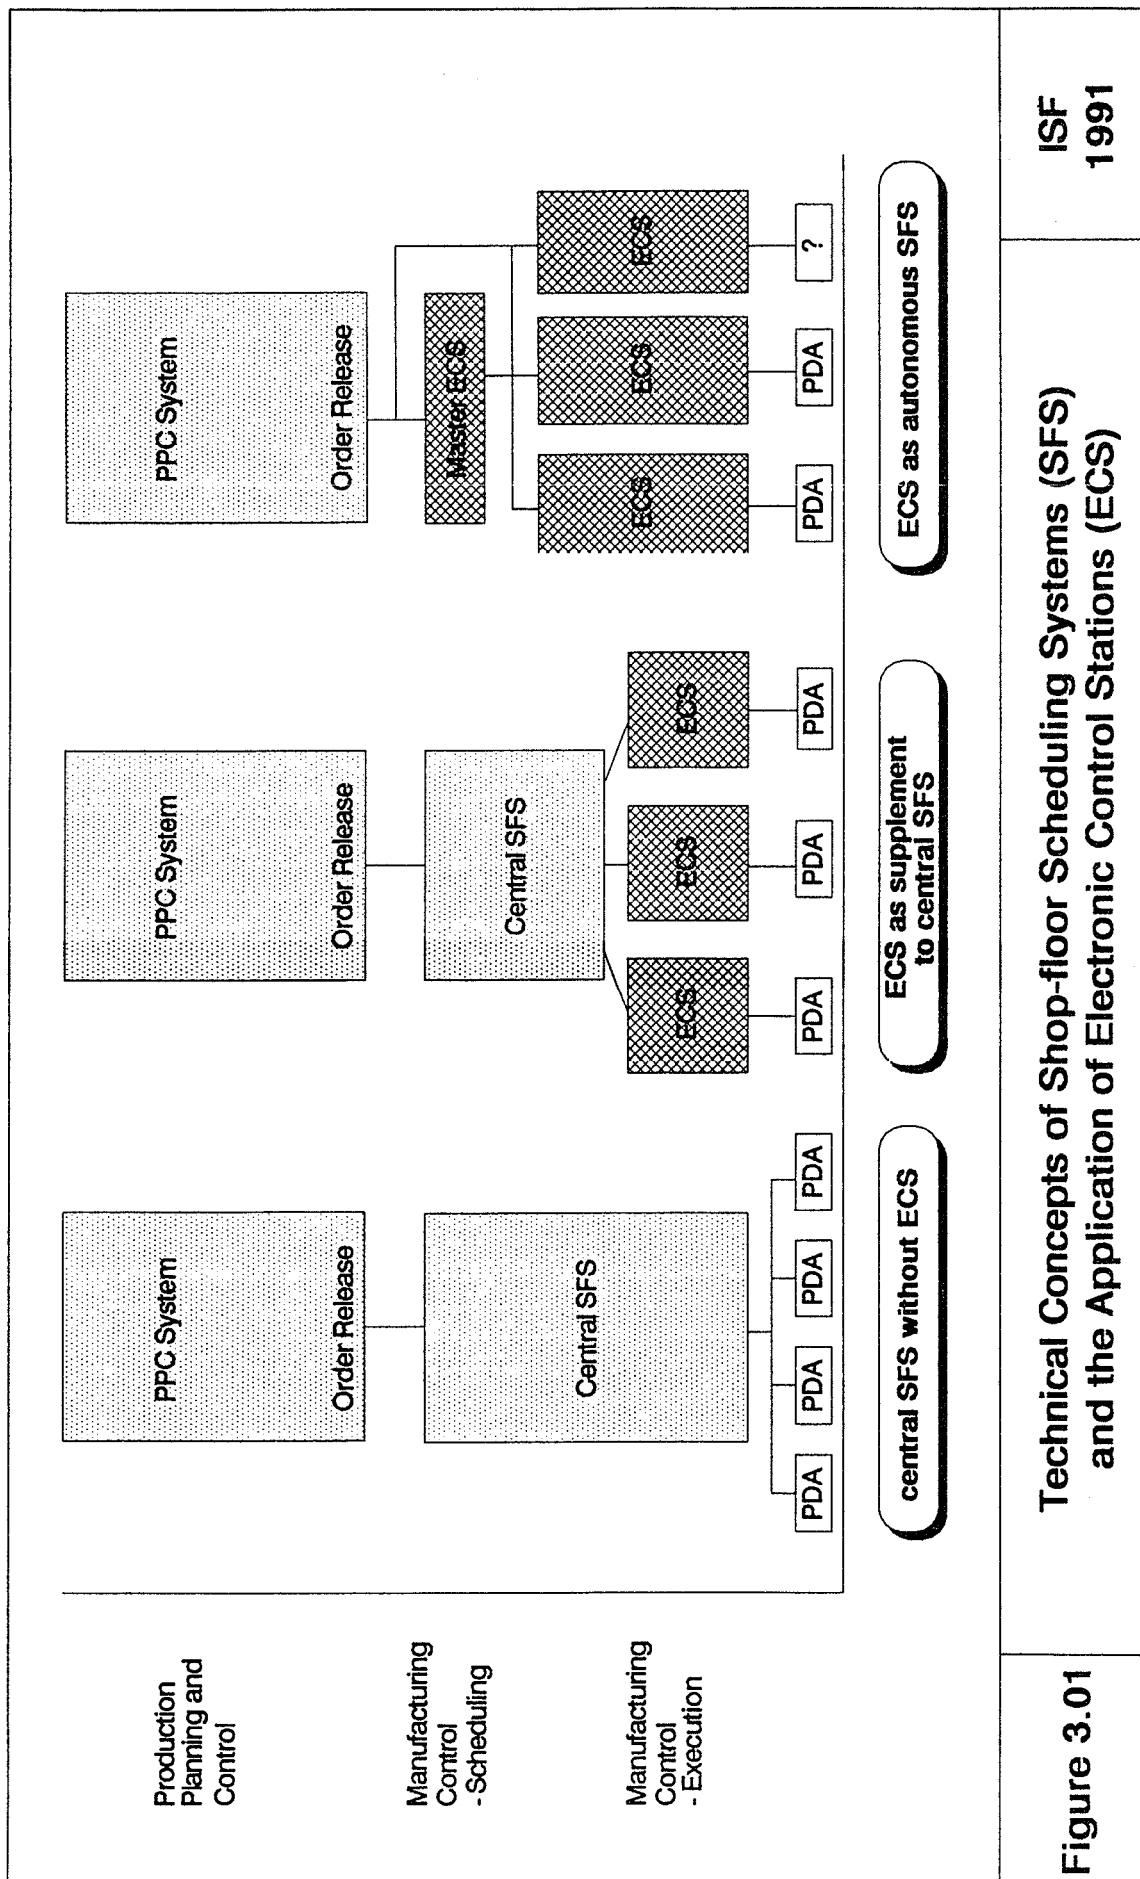 Production
Planning and
Control
Manufacturing
Control
- Scheduling
Manufacturing
Control
- Execution
PPC System
Order Release
Central SFS
PDA
PDA
PDA
PDA
central SFS without ECS
PPC System
Order Release
Central SFS
ECS
ECS
ECS
PDA
PDA
PDA
ECS as supplement
to central SFS
PPC System
Order Release
Master ECS
ECS
ECS
ECS
PDA
PDA
?
ECS as autonomous SFS
Figure 3.01
Technical Concepts of Shop-floor Scheduling Systems (SFS)
and the Application of Electronic Control Stations (ECS)
ISF
1991